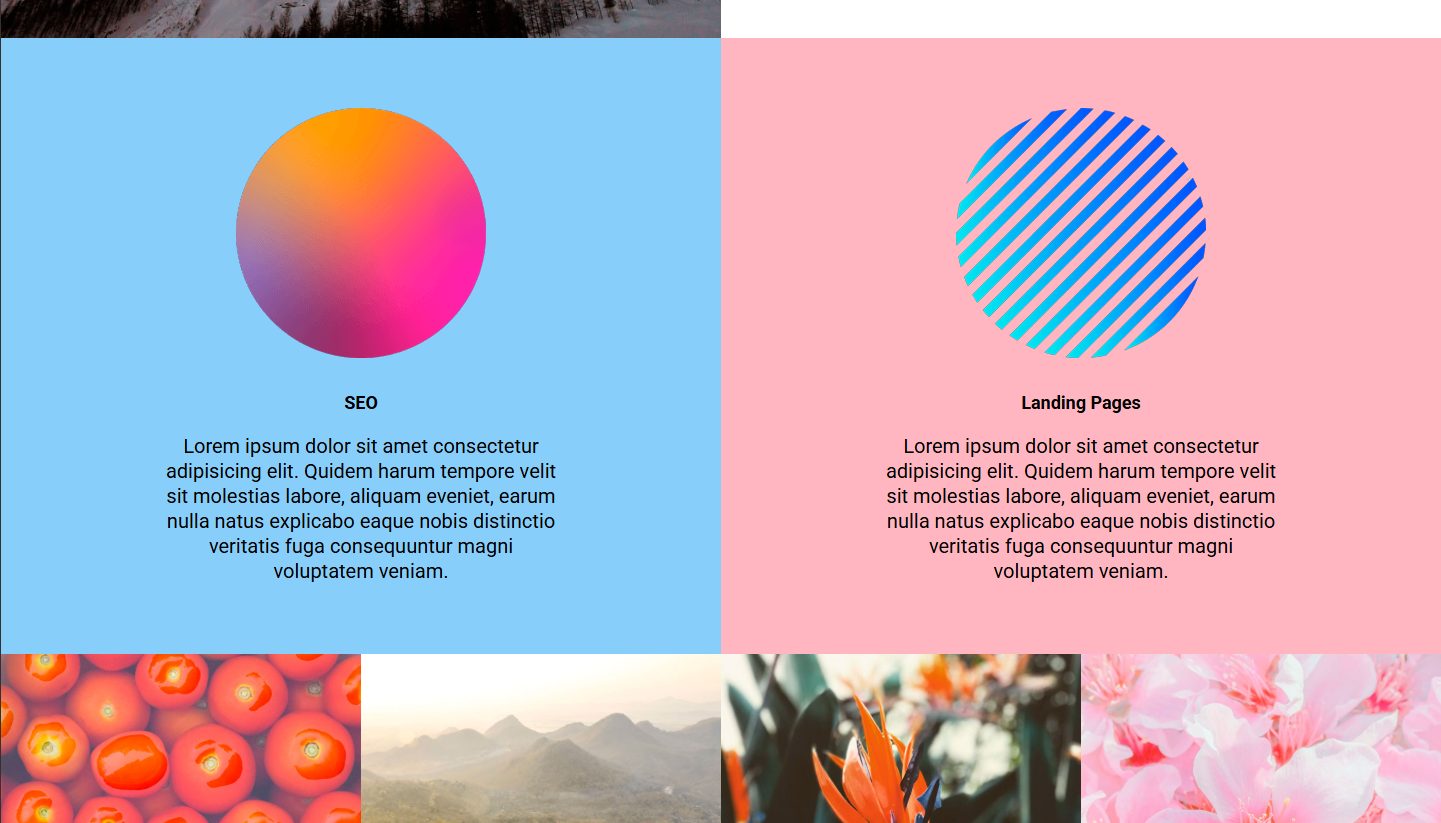 SEO
Lorem ipsum dolor sit amet consectetur
adipisicing elit. Quidem harum tempore velit
sit molestias labore, aliquam eveniet, earum
nulla natus explicabo eaque nobis distinctio
veritatis fuga consequuntur magni
voluptatem veniam.
Landing Pages
Lorem ipsum dolor sit amet consectetur
adipisicing elit. Quidem harum tempore velit
sit molestias labore, aliquam eveniet, earum
nulla natus explicabo eaque nobis distinctio
veritatis fuga consequuntur magni
voluptatem veniam.